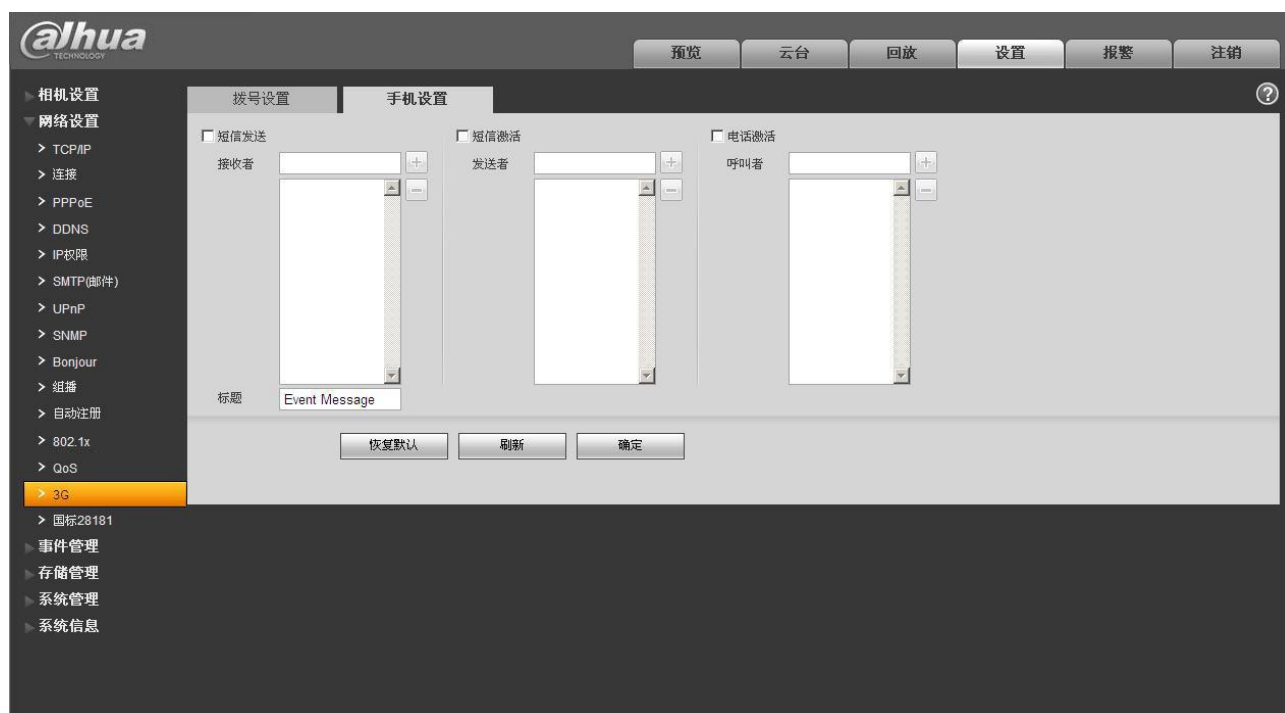 alhua
TECHNOLOGY
预览 云台 回放 设置 报警 注销
相机设置
网络设置
TCP/IP
连接
PPPoE
DDNS
IP权限
SMTP(邮件)
UPnP
SNMP
Bonjour
组播
自动注册
802.1x
QoS
3G
国标28181
事件管理
存储管理
系统管理
系统信息
拨号设置 手机设置 ?
短信发送 短信激活 电话激活
接收者 发送者 呼叫者
标题 Event Message
恢复默认 刷新 确定